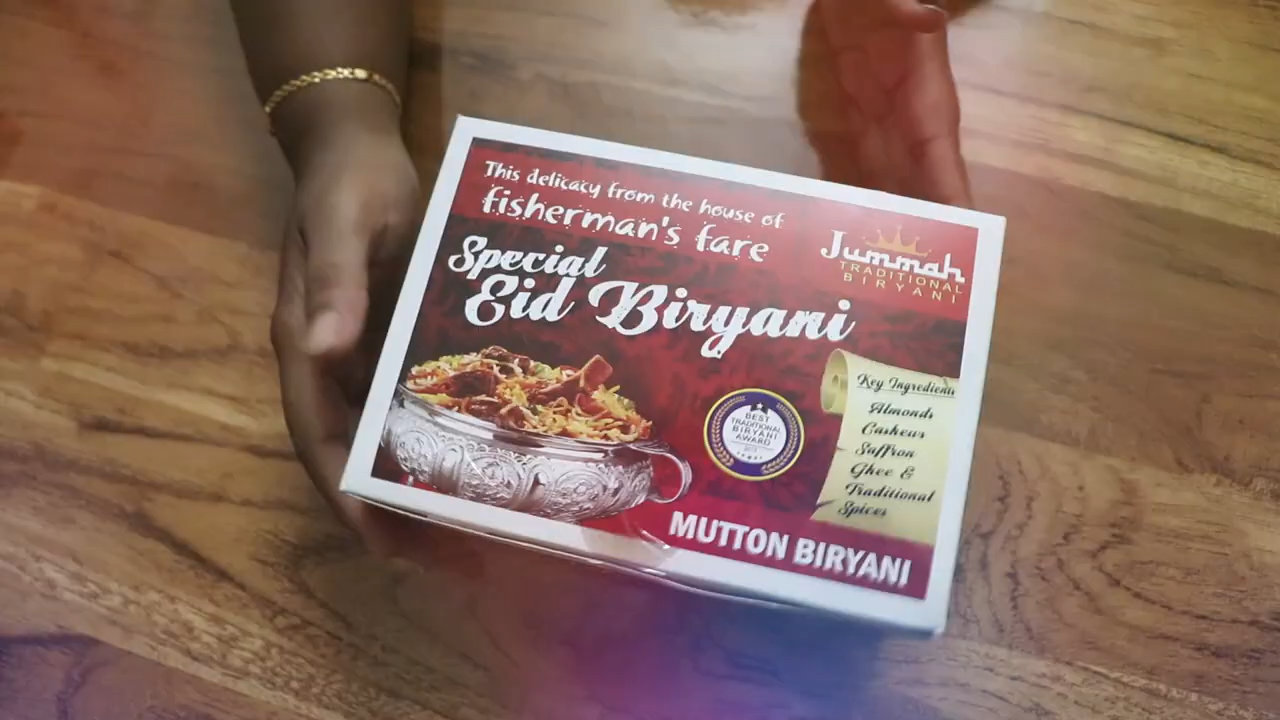 This delicacy from the house of
fisherman's fare
Special
Eid Biryani
Jummah
TRADITIONAL
BIRYANI
Key Ingredients
Almonds
Cashews
Saffron
Ghee &
Traditional
Spices
BEST
TRADITIONAL
BIRYANI
AWARD
MUTTON BIRYANI